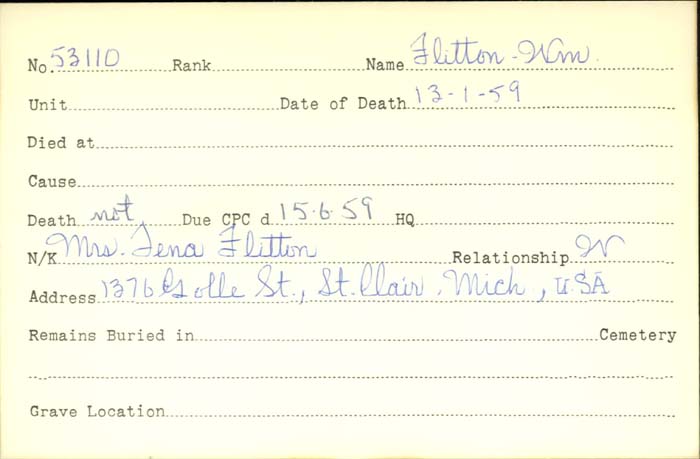 No. 53110 Rank Name Flitton - Wm.
Unit Date of Death 13-1-59
Died at
Cause
Death not Due CPC d 15-6-59 HQ
N/K Mrs. Tena Flitton Relationship W
Address 1376 St., St. Clair, Mich, USA
Remains Buried in Cemetery
Grave Location